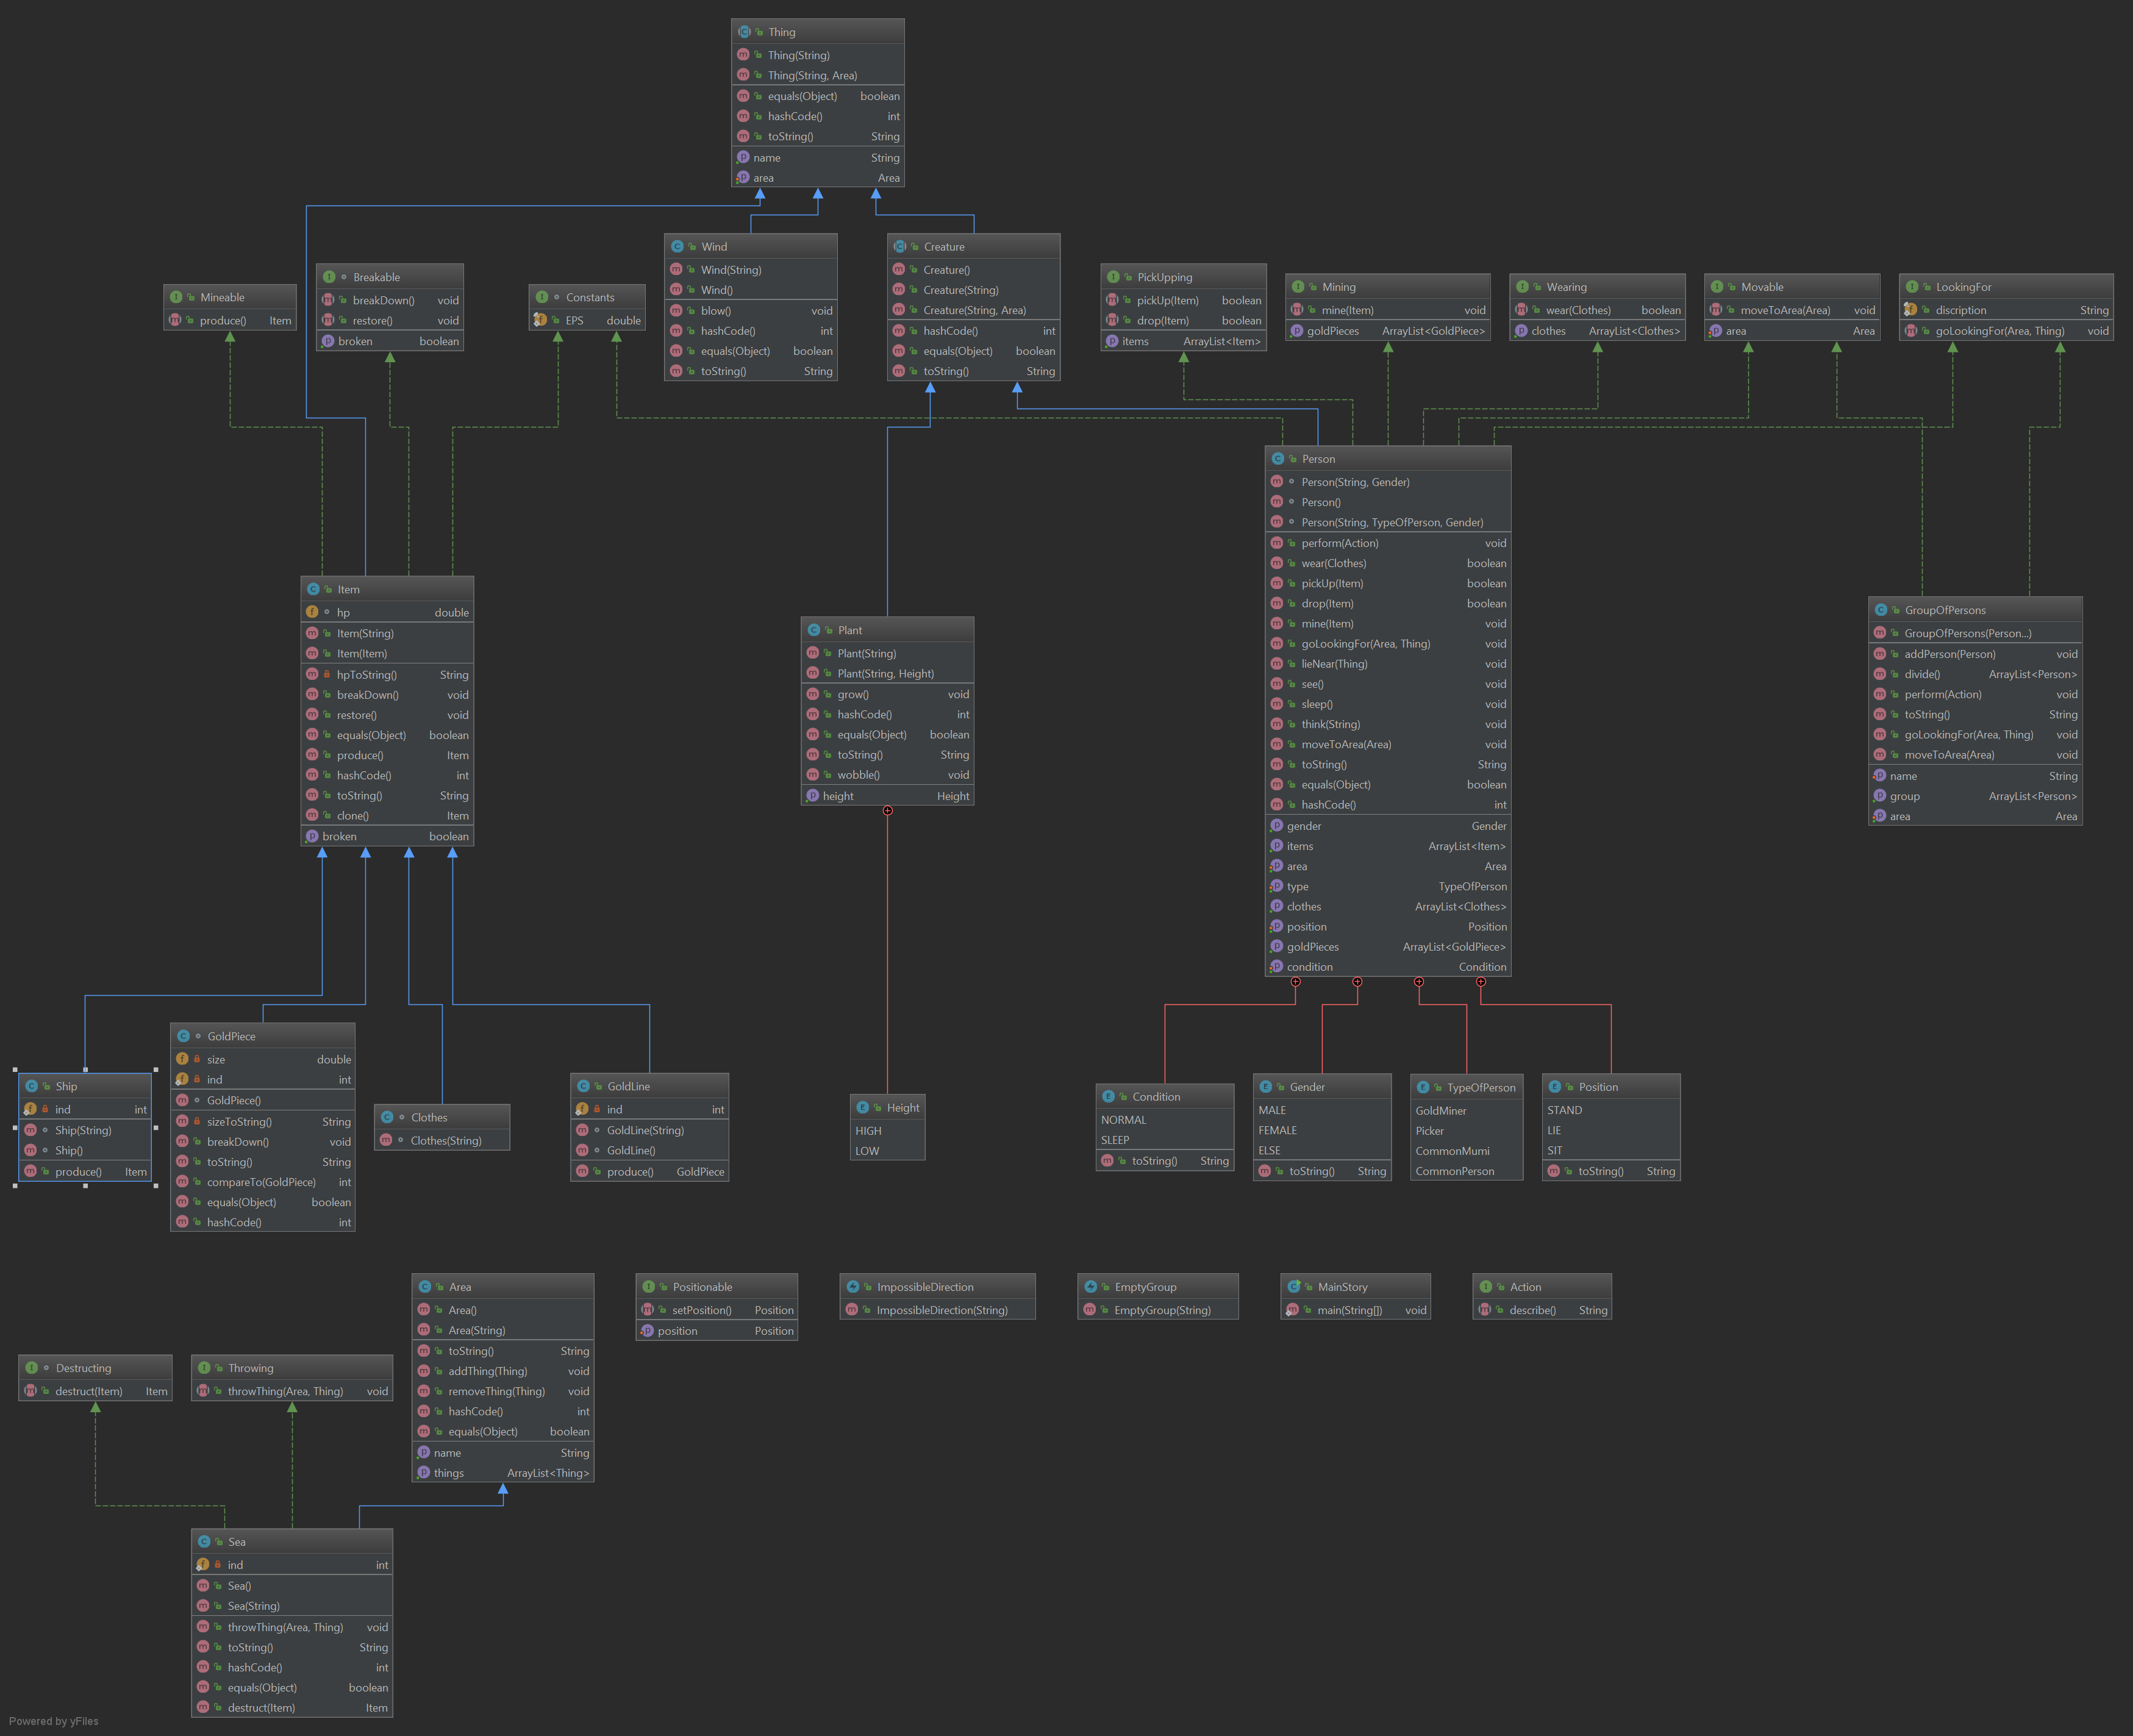 Thing
Thing(String)
Thing(String, Area)
equals(Object) boolean
hashCode() int
toString() String
name String
area Area
Mineable
produce() Item
Breakable
breakDown() void
restore() void
broken boolean
Constants
EPS double
Wind
Wind(String)
Wind()
blow() void
hashCode() int
equals(Object) boolean
toString() String
Creature
Creature()
Creature(String)
Creature(String, Area)
hashCode() int
equals(Object) boolean
toString() String
PickUpping
pickUp(Item) boolean
drop(Item) boolean
items ArrayList<Item>
Mining
mine(Item) void
goldPieces ArrayList<GoldPiece>
Wearing
wear(Clothes) boolean
clothes ArrayList<Clothes>
Movable
moveToArea(Area) void
area Area
LookingFor
discription String
goLookingFor(Area, Thing) void
Item
hp double
Item(String)
Item(Item)
hpToString() String
breakDown() void
restore() void
equals(Object) boolean
produce() Item
hashCode() int
toString() String
clone() Item
broken boolean
Plant
Plant(String)
Plant(String, Height)
grow() void
hashCode() int
equals(Object) boolean
toString() String
wobble() void
height Height
Person
Person(String, Gender)
Person()
Person(String, TypeOfPerson, Gender)
perform(Action) void
wear(Clothes) boolean
pickUp(Item) boolean
drop(Item) boolean
mine(Item) void
goLookingFor(Area, Thing) void
lieNear(Thing) void
see() void
sleep() void
think(String) void
moveToArea(Area) void
toString() String
equals(Object) boolean
hashCode() int
gender Gender
items ArrayList<Item>
area Area
type TypeOfPerson
clothes ArrayList<Clothes>
position Position
goldPieces ArrayList<GoldPiece>
condition Condition
GroupOfPersons
GroupOfPersons(Person...)
addPerson(Person) void
divide() ArrayList<Person>
perform(Action) void
toString() String
goLookingFor(Area, Thing) void
moveToArea(Area) void
name String
group ArrayList<Person>
area Area
Ship
ind int
Ship(String)
Ship()
produce() Item
GoldPiece
size double
ind int
GoldPiece()
sizeToString() String
breakDown() void
toString() String
compareTo(GoldPiece) int
equals(Object) boolean
hashCode() int
Clothes
Clothes(String)
GoldLine
ind int
GoldLine(String)
GoldLine()
produce() GoldPiece
Height
HIGH
LOW
Condition
NORMAL
SLEEP
toString() String
Gender
MALE
FEMALE
ELSE
toString() String
TypeOfPerson
GoldMiner
Picker
CommonMumi
CommonPerson
Position
STAND
LIE
SIT
toString() String
Area
Area()
Area(String)
toString() String
addThing(Thing) void
removeThing(Thing) void
hashCode() int
equals(Object) boolean
name String
things ArrayList<Thing>
Positionable
setPosition() Position
position Position
ImpossibleDirection
ImpossibleDirection(String)
EmptyGroup
EmptyGroup(String)
MainStory
main(String[]) void
Action
describe() String
Destructing
destruct(Item) Item
Throwing
throwThing(Area, Thing) void
Sea
ind int
Sea()
Sea(String)
throwThing(Area, Thing) void
toString() String
hashCode() int
equals(Object) boolean
destruct(Item) Item
Powered by yFiles